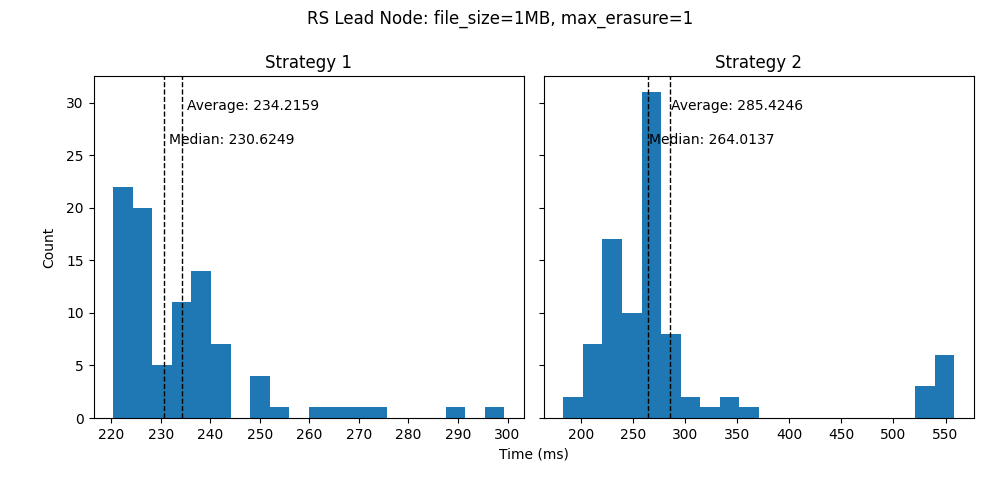 RS Lead Node: file_size=1MB, max_erasure=1
Strategy 1
Strategy 2
Average: 234.2159
Median: 230.6249
Average: 285.4246
Median: 264.0137
Count
30
25
20
15
10
5
0
220 230 240 250 260 270 280 290 300
200 250 300 350 400 450 500 550
Time (ms)